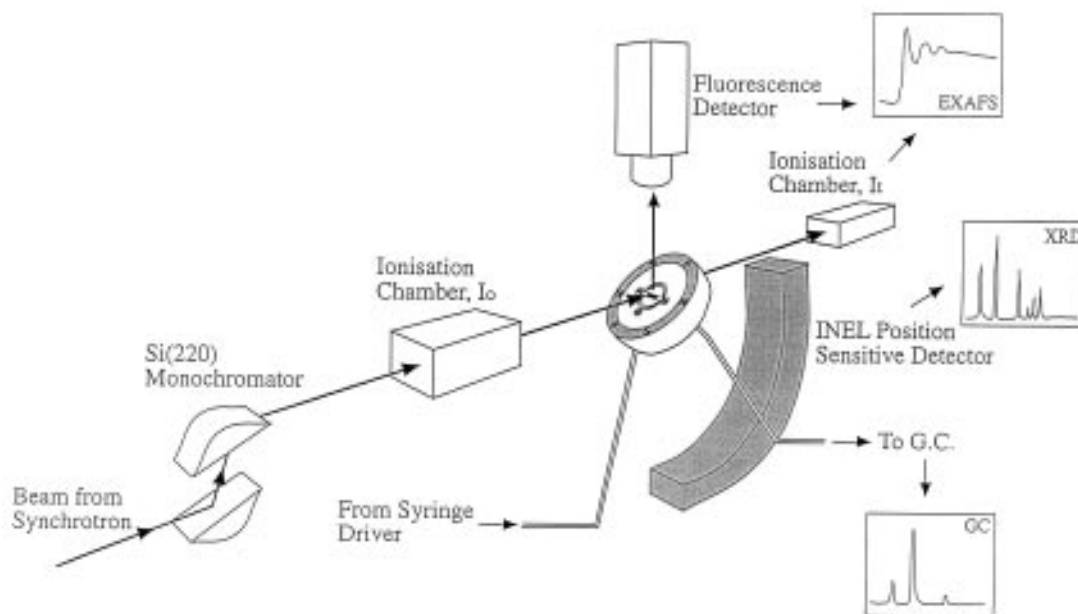 Fluorescence
Detector
EXAFS
Ionisation
Chamber, It
XRD
Ionisation
Chamber, Io
INEL Position
Sensitive Detector
Si(220)
Monochromator
To G.C.
Beam from
Synchrotron
From Syringe
Driver
GC